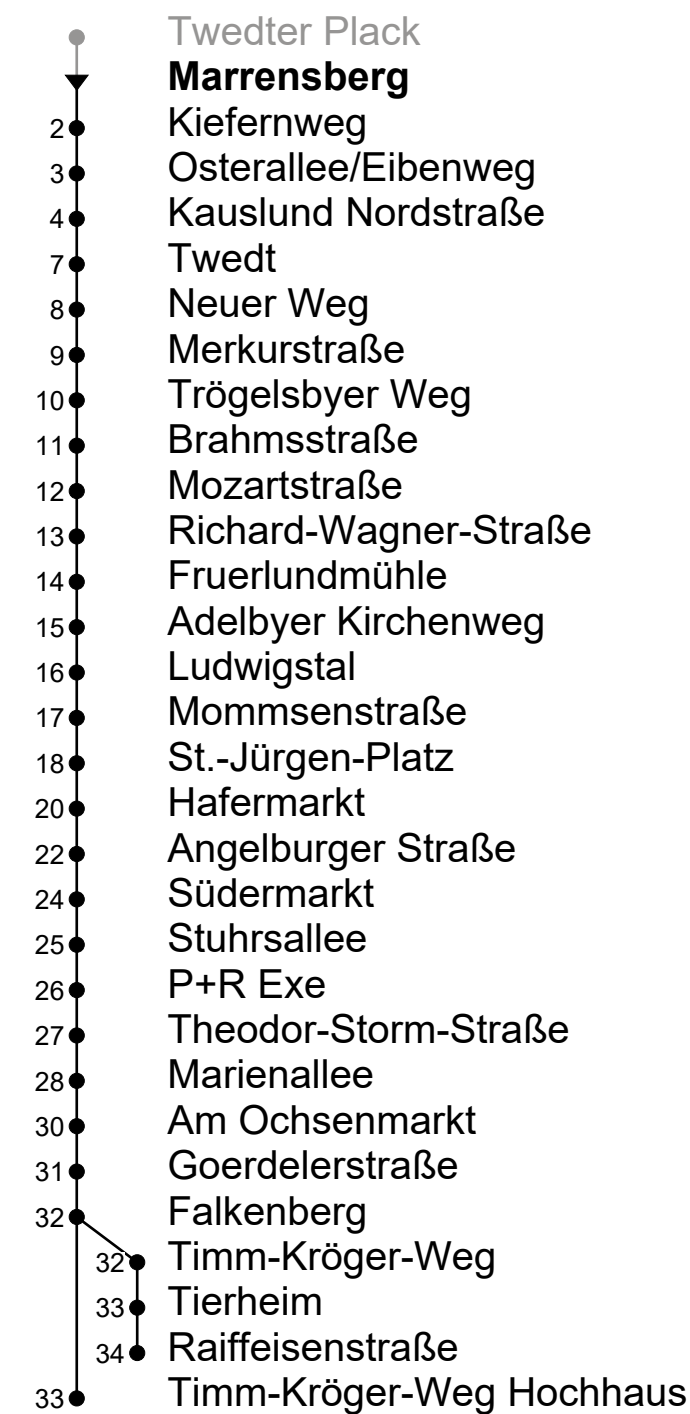 Twedter Plack
Marrensberg
2 Kiefernweg
3 Osterallee/Eibenweg
4 Kauslund Nordstraße
7 Twedt
8 Neuer Weg
9 Merkurstraße
10 Trögelsbyer Weg
11 Brahmsstraße
12 Mozartstraße
13 Richard-Wagner-Straße
14 Fruerlundmühle
15 Adelbyer Kirchenweg
16 Ludwigstal
17 Mommsenstraße
18 St.-Jürgen-Platz
20 Hafermarkt
22 Angelburger Straße
24 Südermarkt
25 Stuhrsallee
26 P+R Exe
27 Theodor-Storm-Straße
28 Marienallee
30 Am Ochsenmarkt
31 Goerdelerstraße
32 Falkenberg
32 Timm-Kröger-Weg
33 Tierheim
34 Raiffeisenstraße
33 Timm-Kröger-Weg Hochhaus